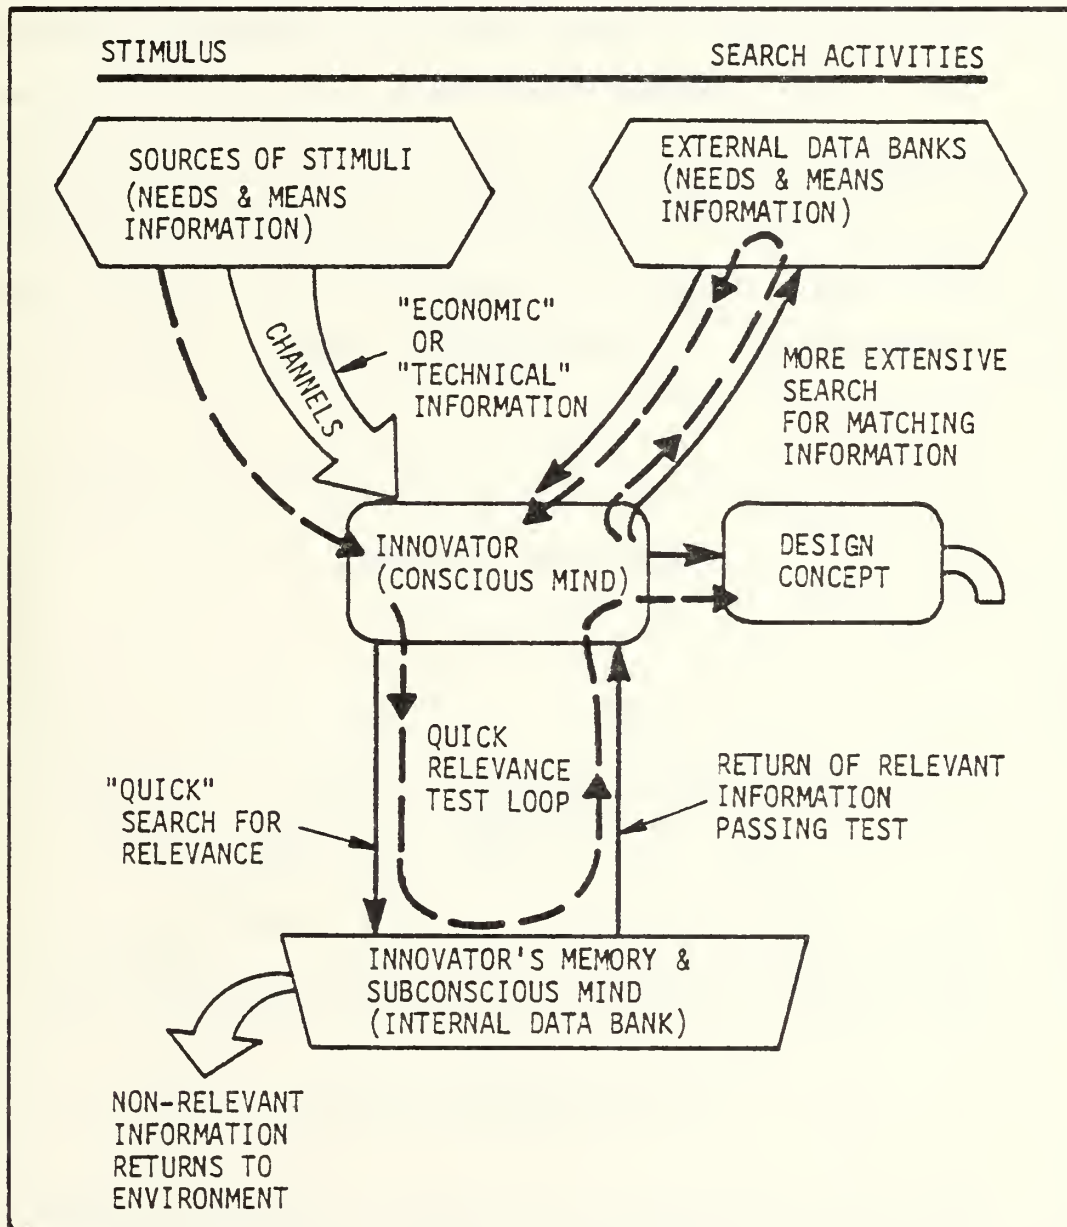 STIMULUS
SEARCH ACTIVITIES
SOURCES OF STIMULI
(NEEDS & MEANS
INFORMATION)
EXTERNAL DATA BANKS
(NEEDS & MEANS
INFORMATION)
CHANNELS
"ECONOMIC"
OR
"TECHNICAL"
INFORMATION
MORE EXTENSIVE
SEARCH
FOR MATCHING
INFORMATION
INNOVATOR
(CONSCIOUS MIND)
DESIGN
CONCEPT
"QUICK"
SEARCH FOR
RELEVANCE
QUICK
RELEVANCE
TEST LOOP
RETURN OF RELEVANT
INFORMATION
PASSING TEST
INNOVATOR'S MEMORY &
SUBCONSCIOUS MIND
(INTERNAL DATA BANK)
NON-RELEVANT
INFORMATION
RETURNS TO
ENVIRONMENT